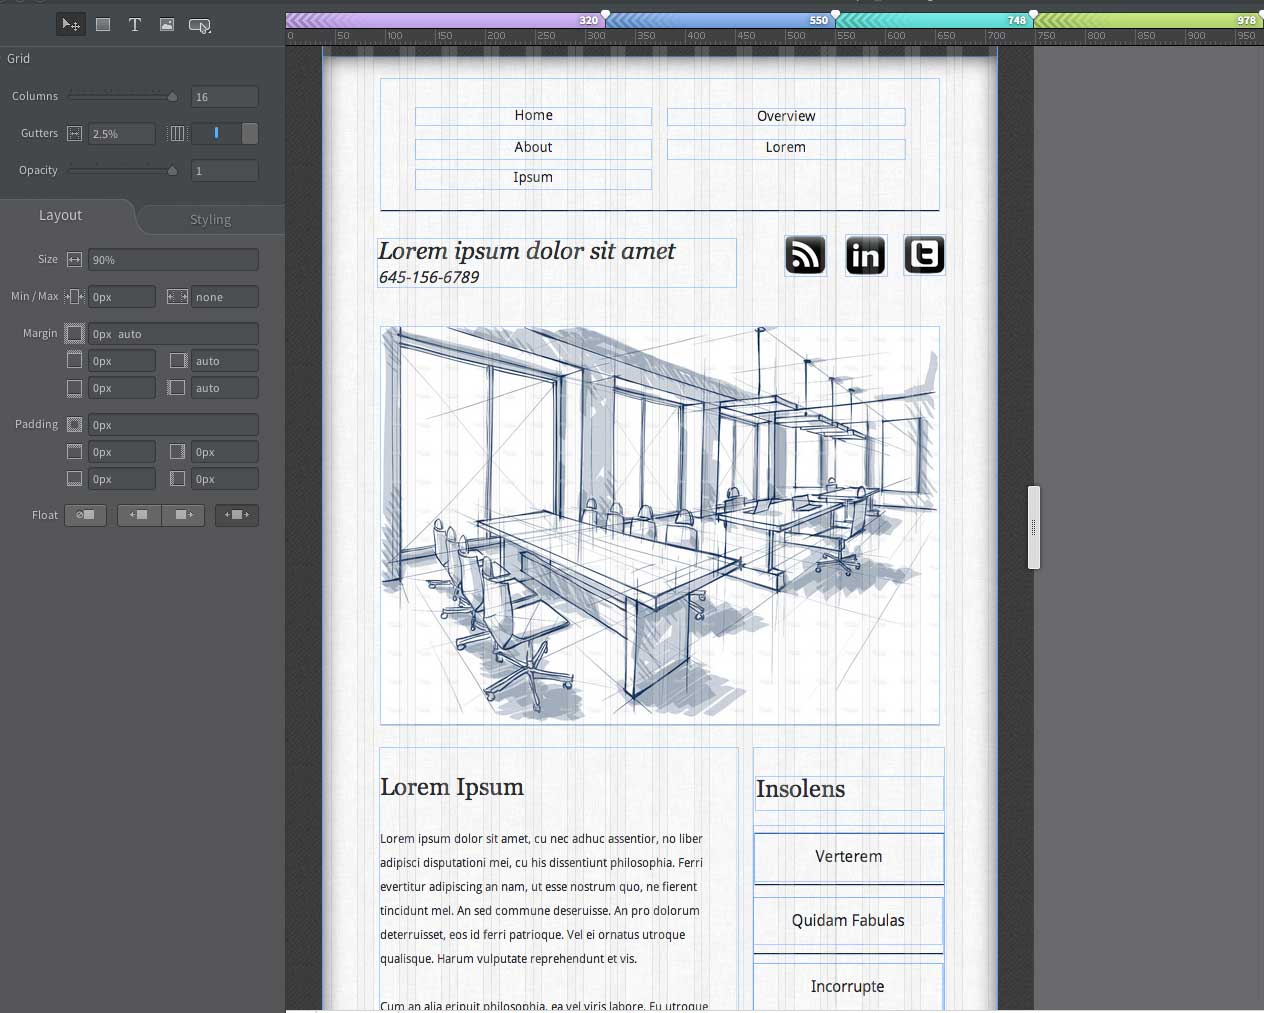 T
320
550
748
978
0 50 100 150 200 250 300 350 400 450 500 550 600 650 700 750 800 850 900 950
Grid
Columns 16
Gutters 2.5%
Opacity 1
Layout Styling
Size 90%
Min / Max 0px none
Margin 0px auto
0px auto
0px auto
Padding 0px
0px 0px
0px 0px
Float
Home Overview
About Lorem
Ipsum
Lorem ipsum dolor sit amet
645-156-6789
in t
Lorem Ipsum
Lorem ipsum dolor sit amet, cu nec adhuc assentior, no liber
adipisci disputationi mei, cu his dissentiunt philosophia. Ferri
evertitur adipiscing an nam, ut esse nostrum quo, ne fierent
tincidunt mel. An sed commune deseruisse. An pro dolorum
deterruisset, eos id ferri patrioque. Vel ei ornatus utroque
qualisque. Harum vulputate reprehendunt et vis.
Cum an alia eripuit philosophia, ea vel viris labore. Eu utroque
Insolens
Verterem
Quidam Fabulas
Incorrupte